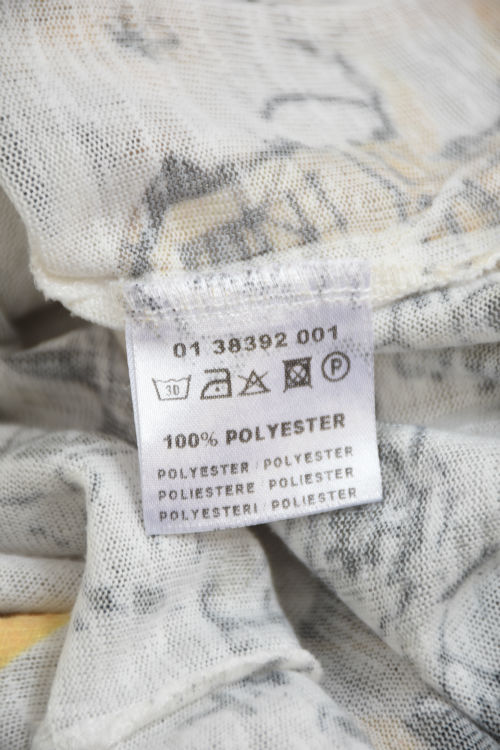 01 38392 001
30 P
100% POLYESTER
POLYESTER / POLYESTER
POLIESTERE POLIESTER
POLYESTERI POLIESTER